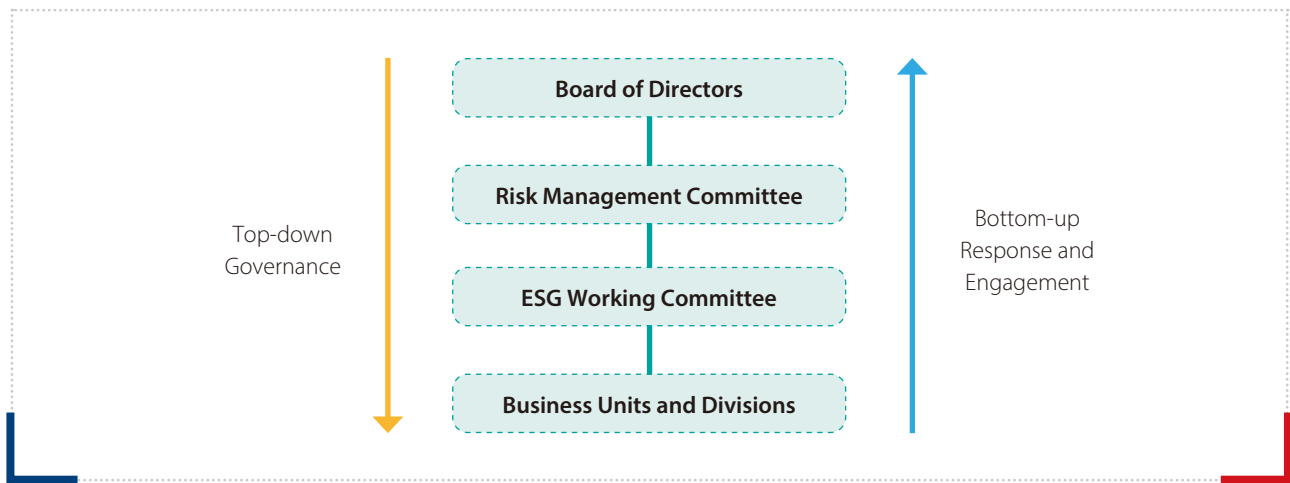 Board of Directors
Risk Management Committee
Top-down
Governance
Bottom-up
Response and
Engagement
ESG Working Committee
Business Units and Divisions